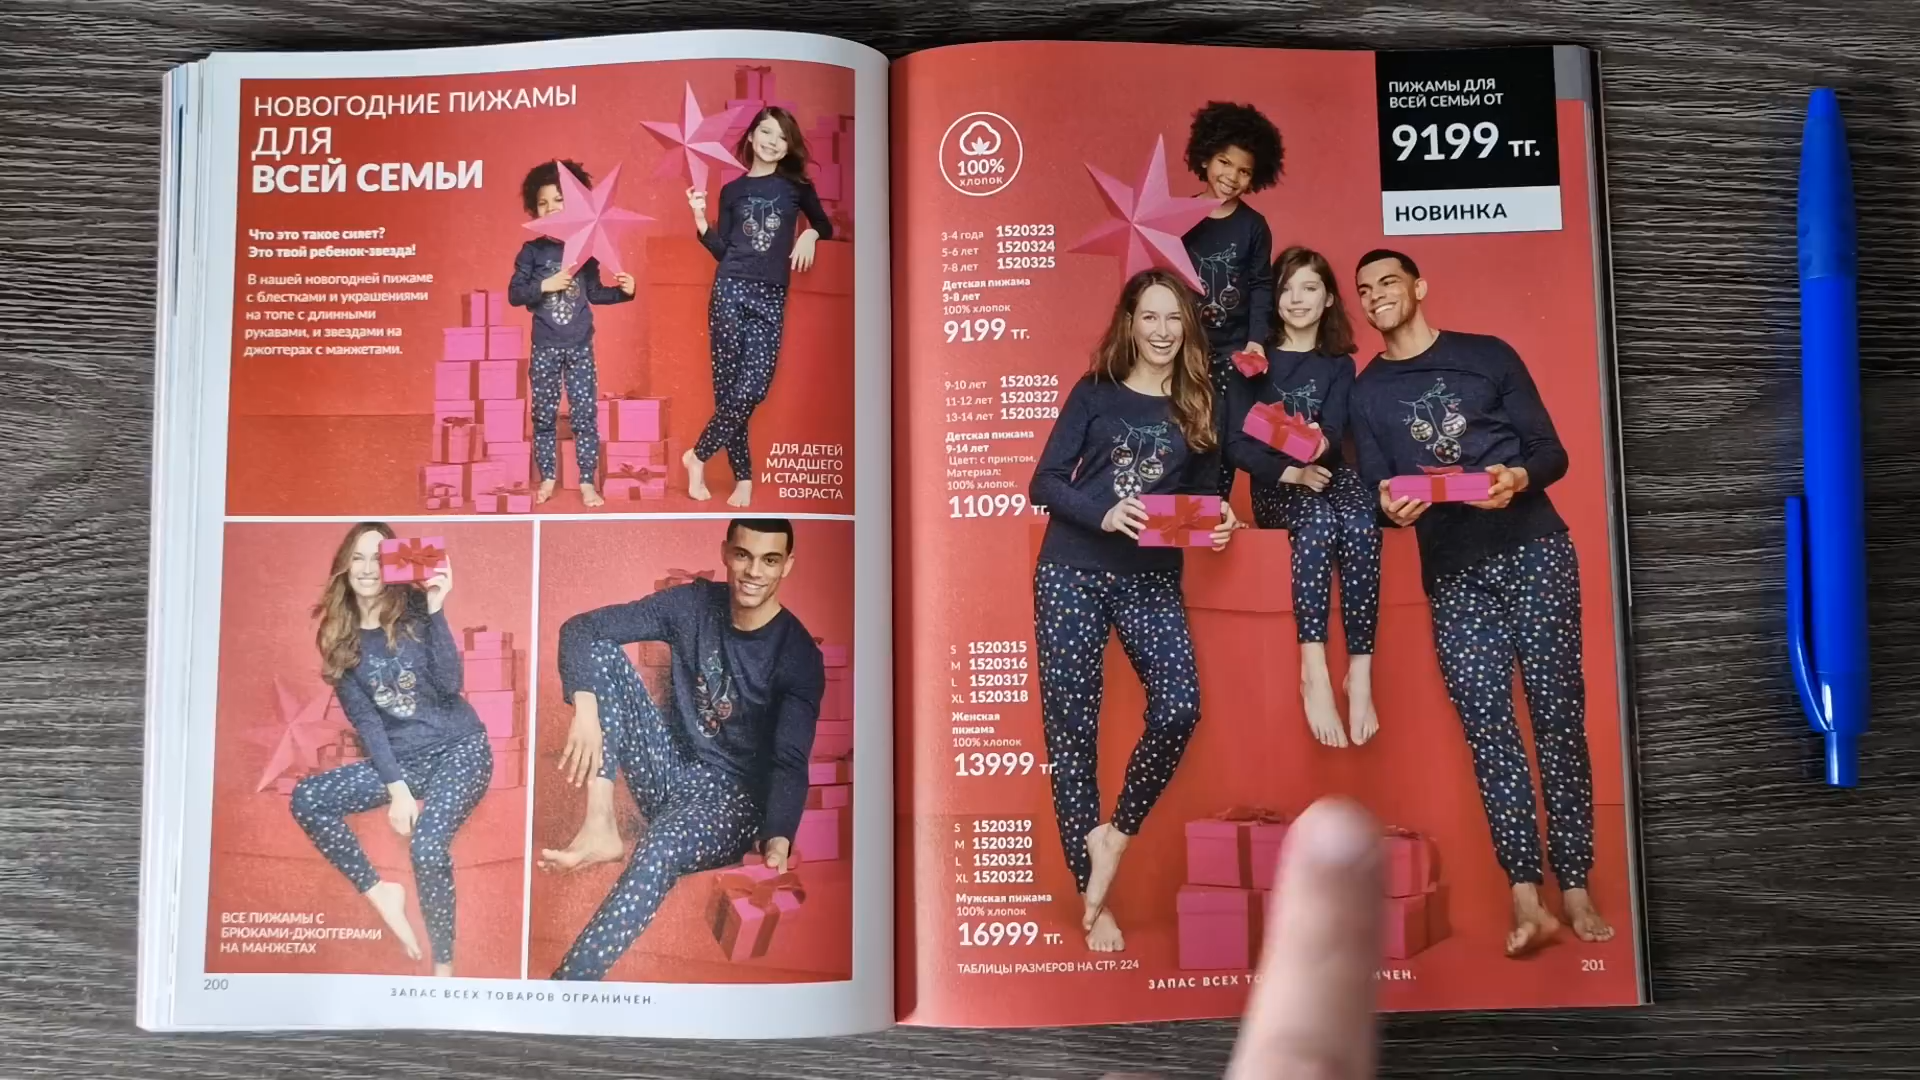 НОВОГОДНИЕ ПИЖАМЫ
ДЛЯ
ВСЕЙ СЕМЬИ
Что это такое сияет?
Это твой ребенок-звезда!
В нашей новогодней пижаме
с блестками и украшениями
на топе с длинными
рукавами, и звездами на
джоггерах с манжетами.
ДЛЯ ДЕТЕЙ
МЛАДШЕГО
И СТАРШЕГО
ВОЗРАСТА
ВСЕ ПИЖАМЫ С
БРЮКАМИ-ДЖОГГЕРАМИ
НА МАНЖЕТАХ
200
ЗАПАС ВСЕХ ТОВАРОВ ОГРАНИЧЕН.
100%
ХЛОПОК
ПИЖАМЫ ДЛЯ
ВСЕЙ СЕМЬИ ОТ
9199 тг.
НОВИНКА
3-4 года 1520323
5-6 лет 1520324
7-8 лет 1520325
Детская пижама
3-8 лет
100% хлопок
9199 тг.
9-10 лет 1520326
11-12 лет 1520327
13-14 лет 1520328
Детская пижама
9-14 лет
Цвет: с принтом.
Материал:
100% хлопок.
11099 тг.
S 1520315
M 1520316
L 1520317
XL 1520318
Женская
пижама
100% хлопок
13999 тг
S 1520319
M 1520320
L 1520321
XL 1520322
Мужская пижама
100% хлопок
16999 тг.
ТАБЛИЦЫ РАЗМЕРОВ НА СТР. 224
ЗАПАС ВСЕХ
201